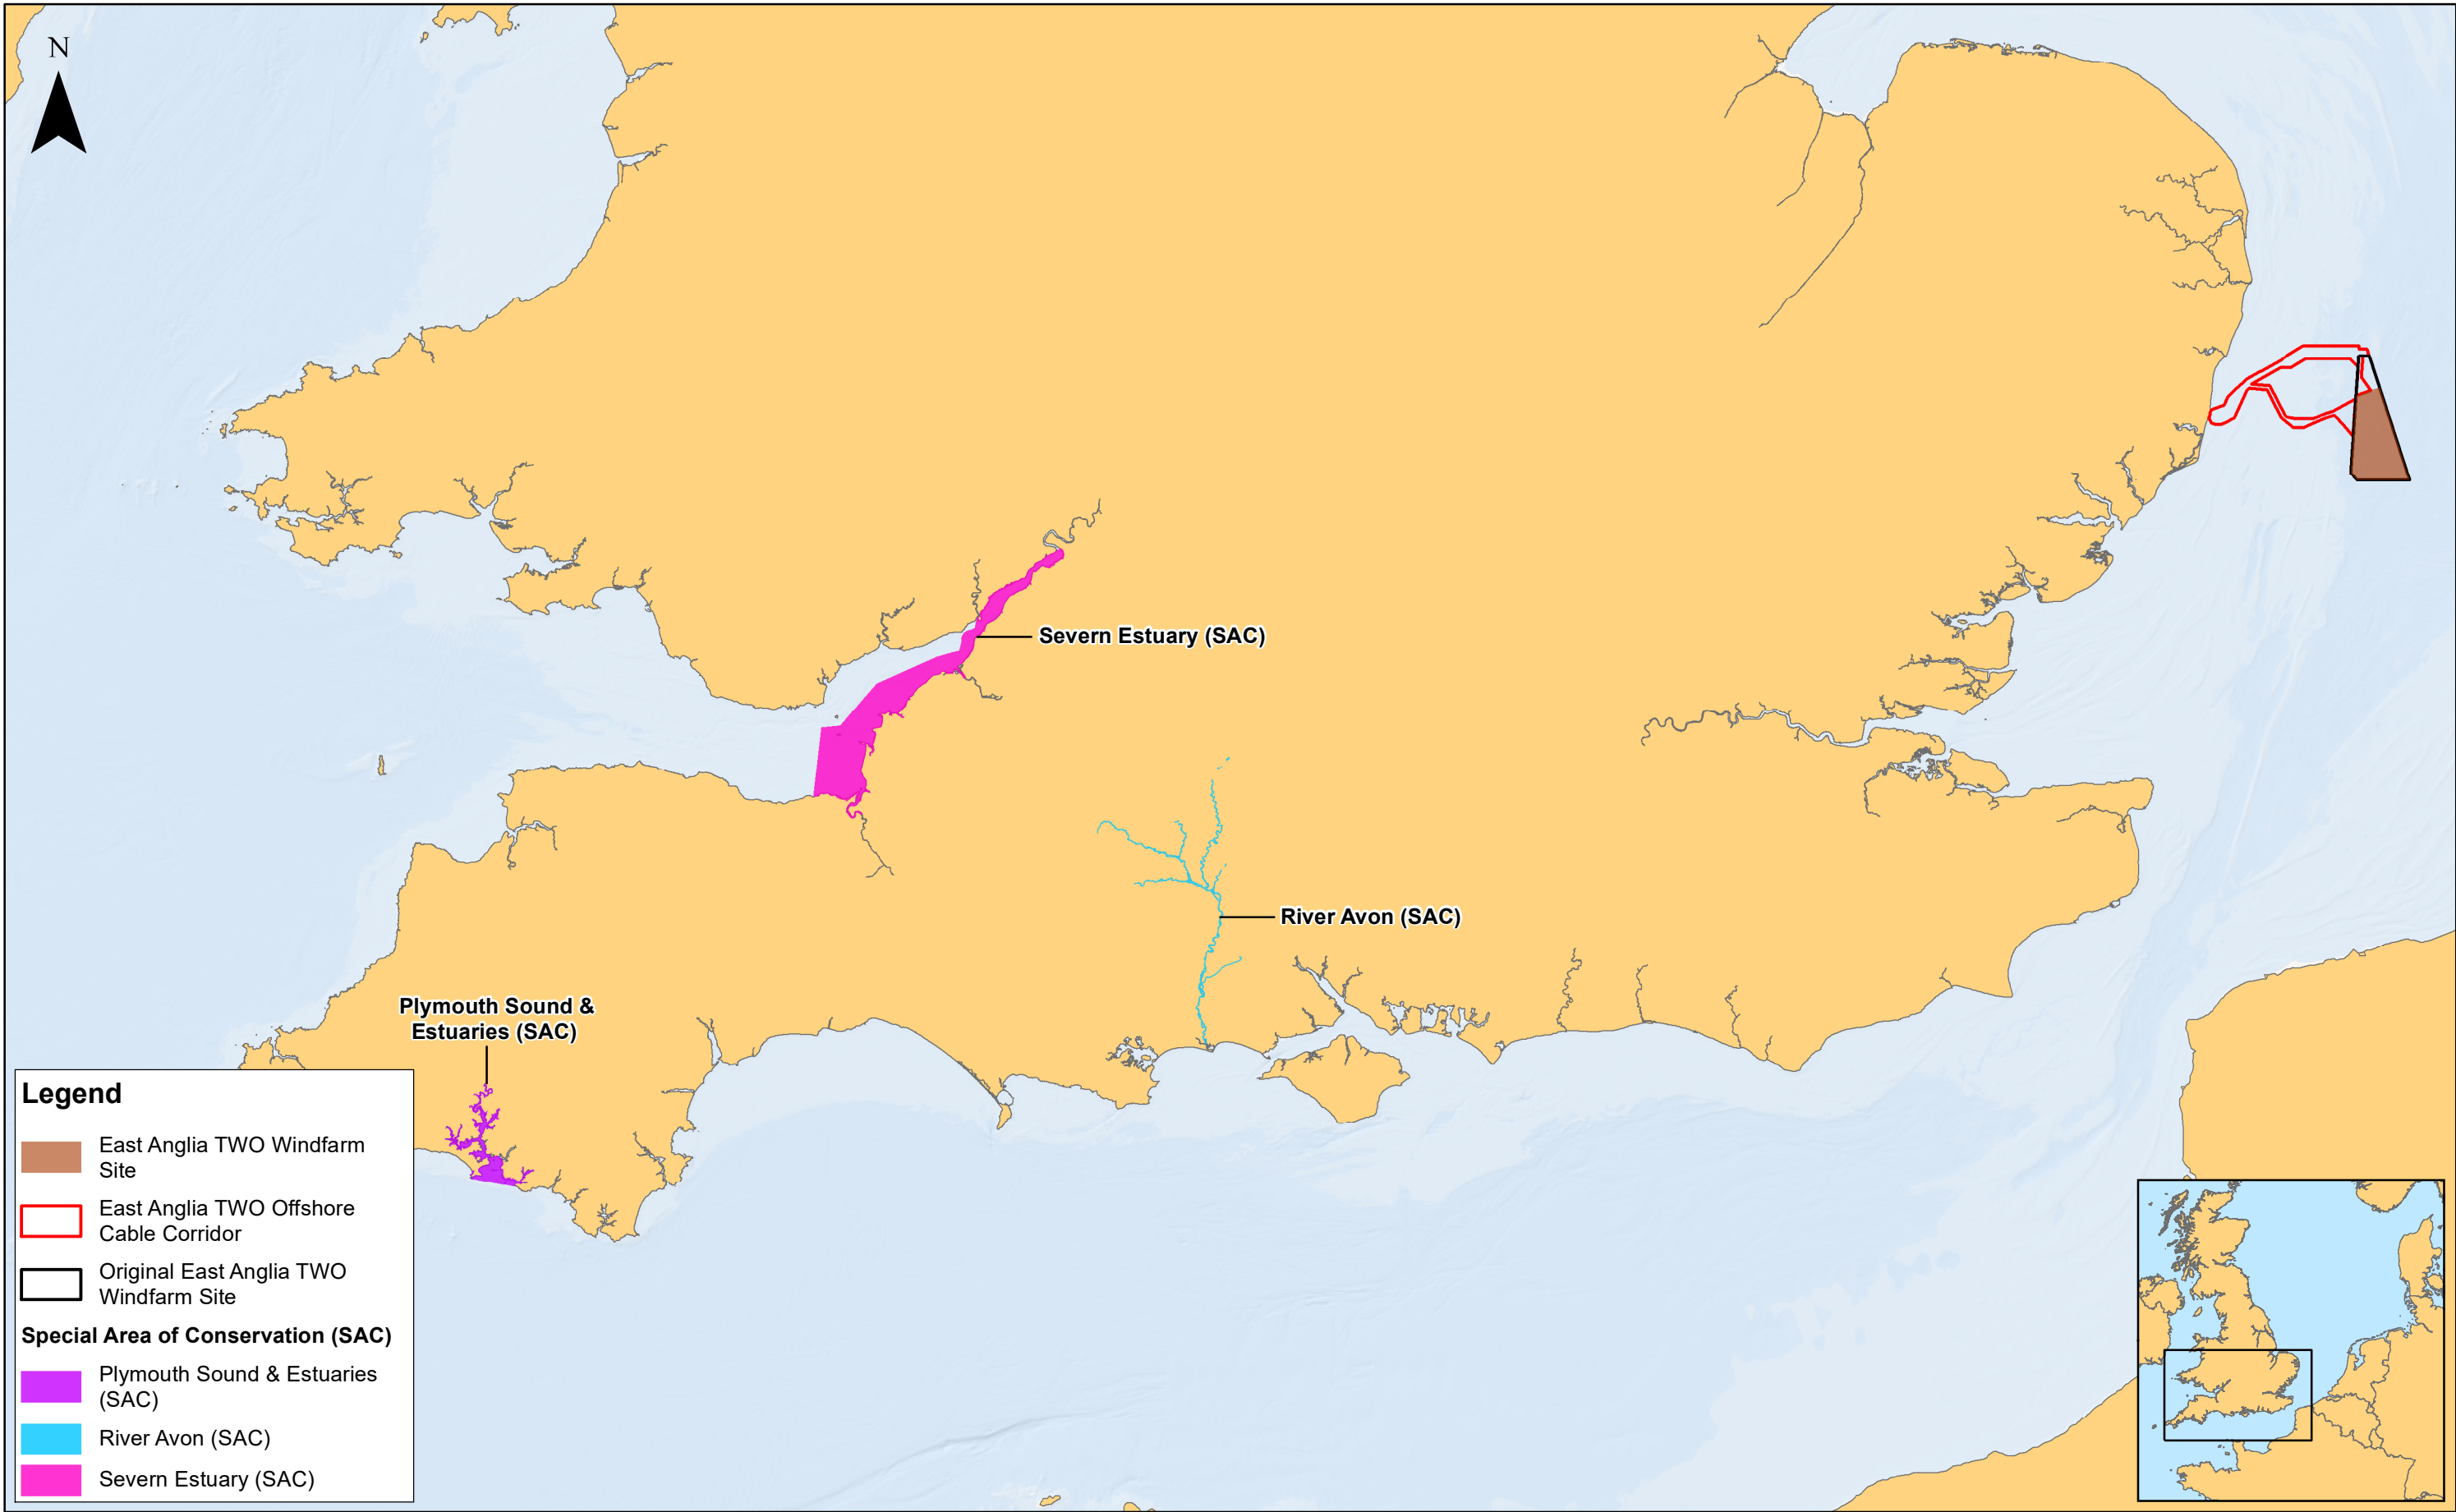 N
Severn Estuary (SAC)
River Avon (SAC)
Plymouth Sound &
Estuaries (SAC)
Legend
East Anglia TWO Windfarm
Site
East Anglia TWO Offshore
Cable Corridor
Original East Anglia TWO
Windfarm Site
Special Area of Conservation (SAC)
Plymouth Sound & Estuaries
(SAC)
River Avon (SAC)
Severn Estuary (SAC)